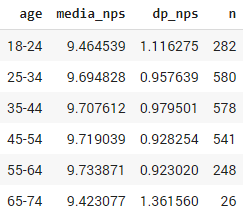 age media_nps dp_nps n
18-24 9.464539 1.116275 282
25-34 9.694828 0.957639 580
35-44 9.707612 0.979501 578
45-54 9.719039 0.928254 541
55-64 9.733871 0.923020 248
65-74 9.423077 1.361560 26